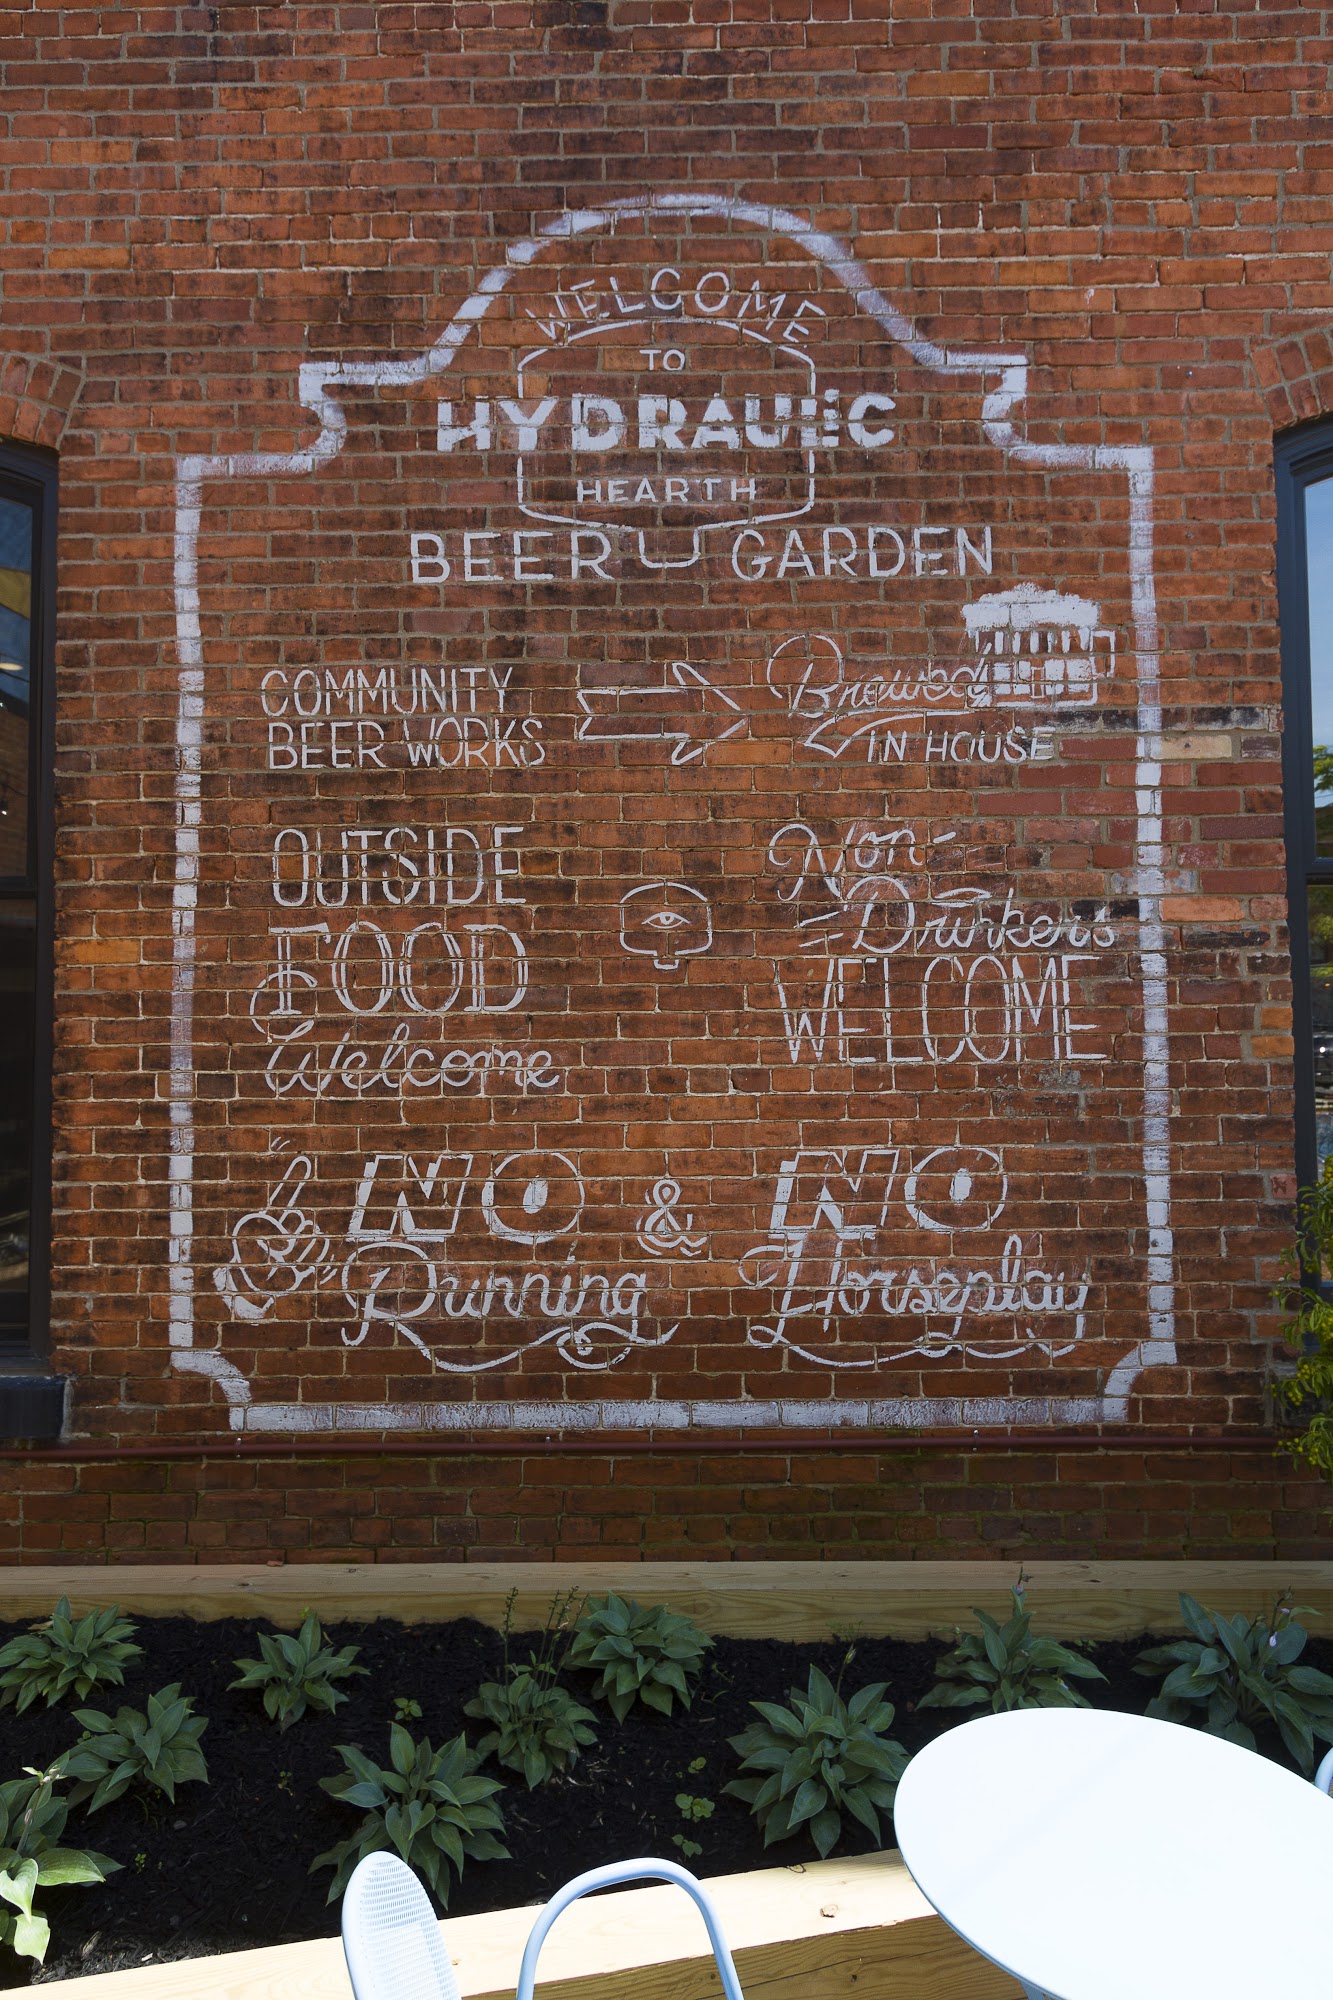 WELCOME
TO
HYDRAULIC
HEARTH
BEER GARDEN
COMMUNITY
BEER WORKS
Brewed
IN HOUSE
OUTSIDE
FOOD
Welcome
Non-
Drinkers
WELCOME
NO
Running
&
NO
Horseplay